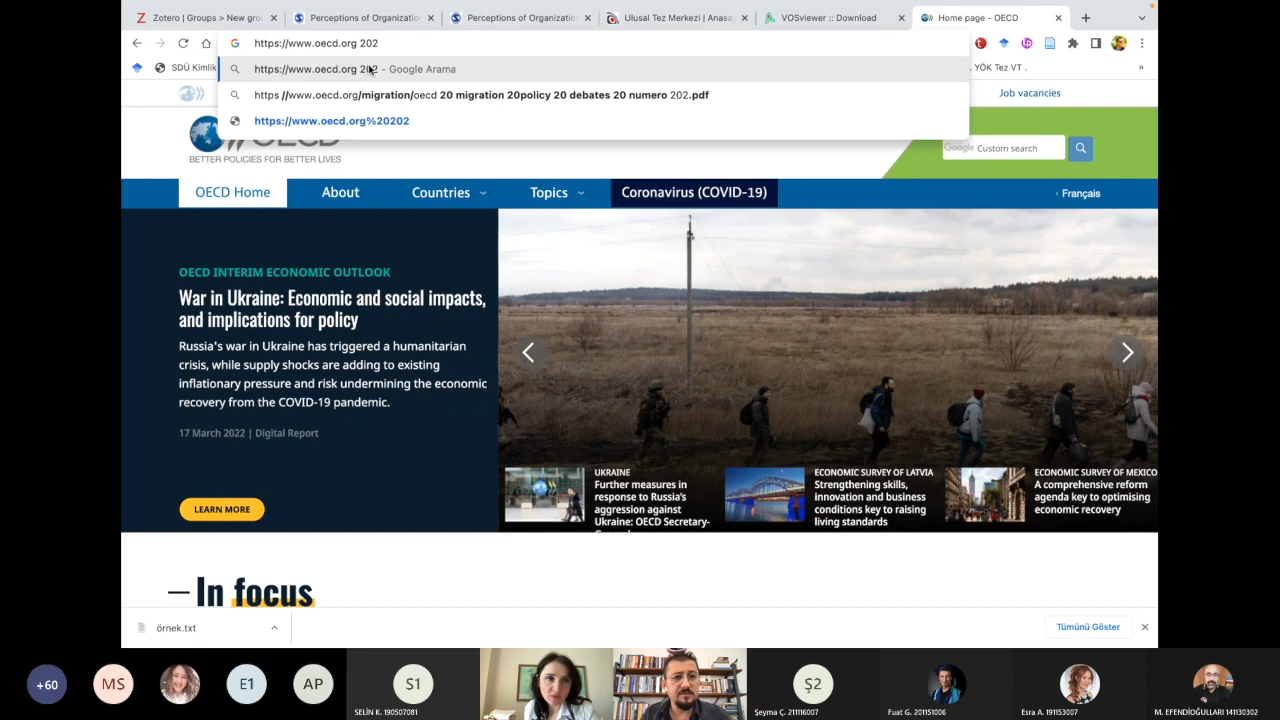 Zotero | Groups > New grou
Perceptions of Organizatio
Perceptions of Organizatio
Ulusal Tez Merkezi | Anasa
VOSviewer :: Download
Home page - OECD
https://www.oecd.org 202
https://www.oecd.org 202 - Google Arama
https //www.oecd.org/migration/oecd 20 migration 20policy 20 debates 20 numero 202.pdf
https://www.oecd.org%20202
SDÜ Kimlik
YÖK Tez VT .
»
Job vacancies
OECD
BETTER POLICIES FOR BETTER LIVES
Google Custom search
OECD Home
About
Countries
Topics
Coronavirus (COVID-19)
Français
OECD INTERIM ECONOMIC OUTLOOK
War in Ukraine: Economic and social impacts,
and implications for policy
Russia's war in Ukraine has triggered a humanitarian
crisis, while supply shocks are adding to existing
inflationary pressure and risk undermining the economic
recovery from the COVID-19 pandemic.
17 March 2022 | Digital Report
LEARN MORE
UKRAINE
Further measures in
response to Russia's
aggression against
Ukraine: OECD Secretary-
ECONOMIC SURVEY OF LATVIA
Strengthening skills,
innovation and business
conditions key to raising
living standards
ECONOMIC SURVEY OF MEXICO
A comprehensive reform
agenda key to optimising
economic recovery
In focus
örnek.txt
Tümünü Göster
+60
MS
E1
AP
S1
SELİN K. 190507081
Ş2
Şeyma Ç. 211116007
Fuat G. 201151006
Esra A. 191153007
M. EFENDİOĞULLARI 141130302